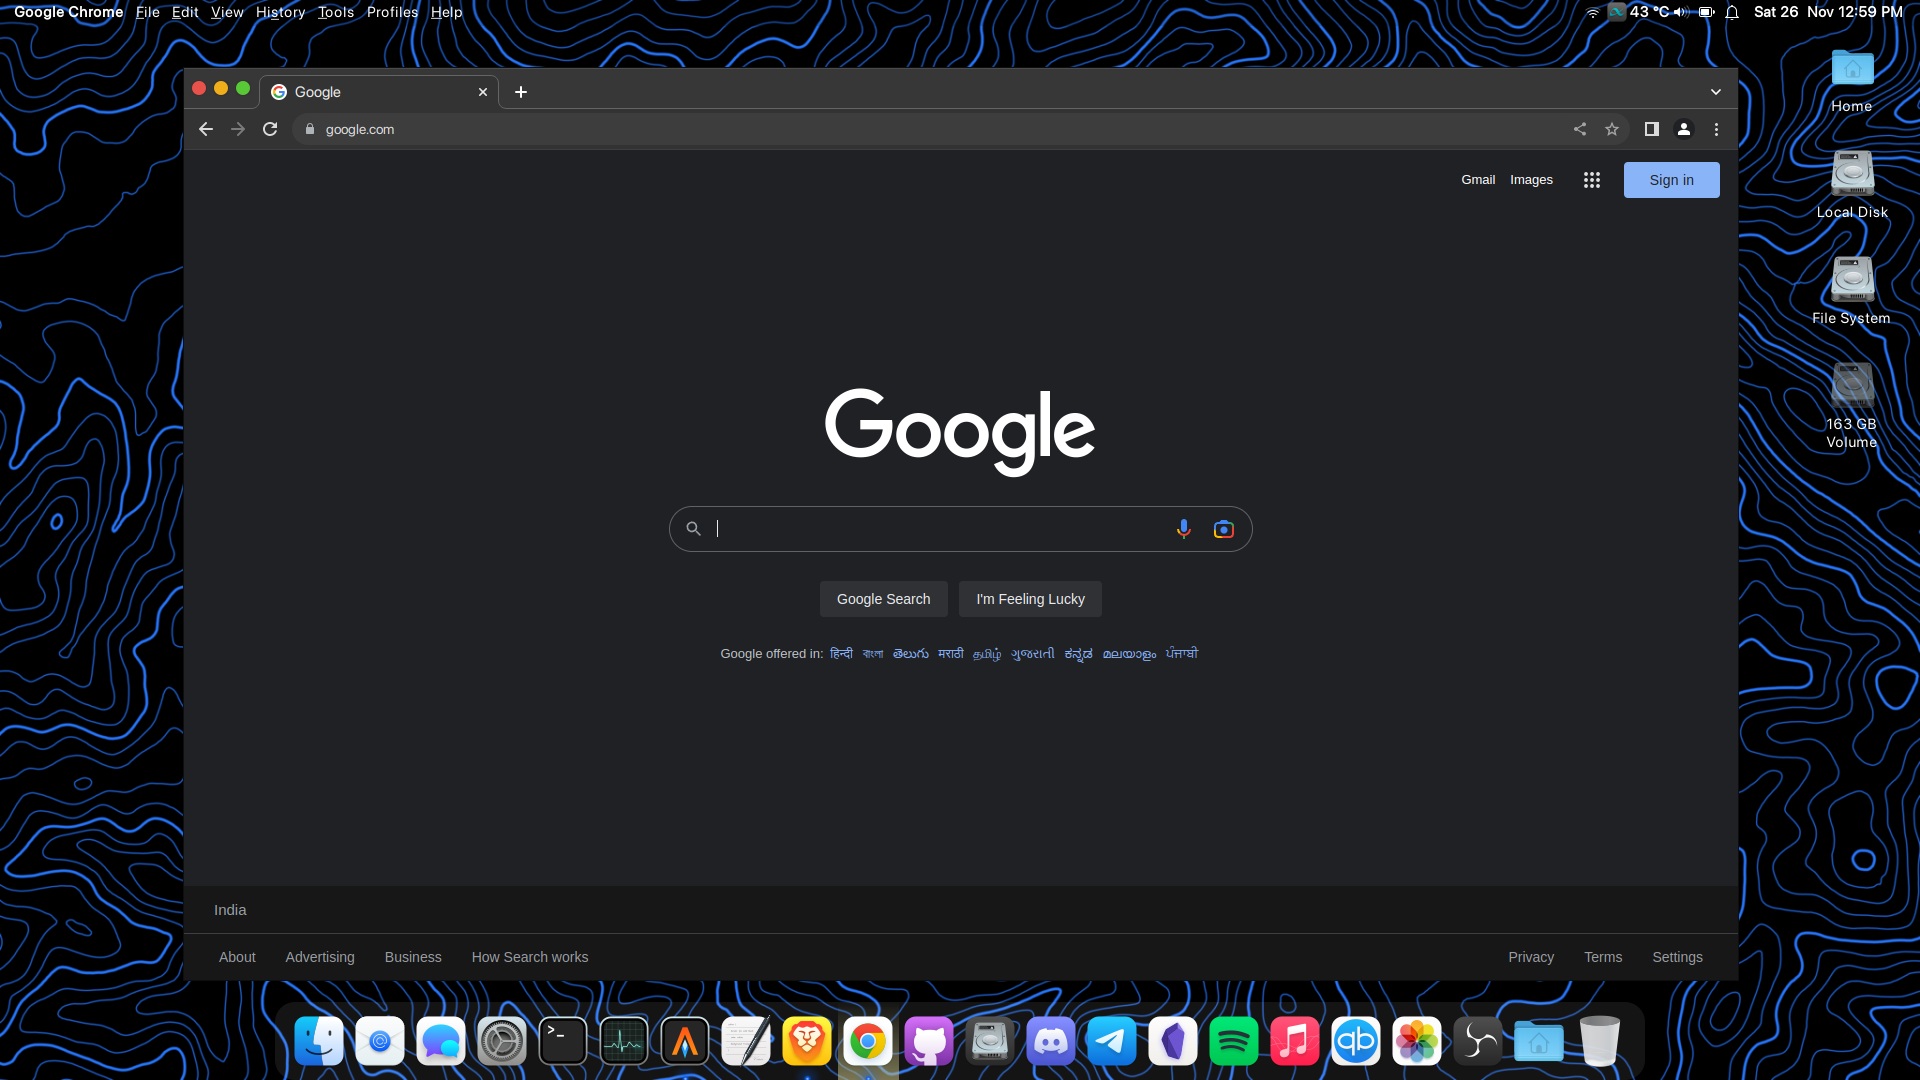 Google Chrome File Edit View History Tools Profiles Help
43 °C Sat 26 Nov 12:59 PM
Google
google.com
Gmail Images Sign in
Google
Google Search I'm Feeling Lucky
Google offered in: हिन्दी বাংলা తెలుగు मराठी தமிழ் ગુજરાતી ಕನ್ನಡ മലയാളം ਪੰਜਾਬੀ
India
About Advertising Business How Search works
Privacy Terms Settings
Home
Local Disk
File System
163 GB
Volume
>_
qb